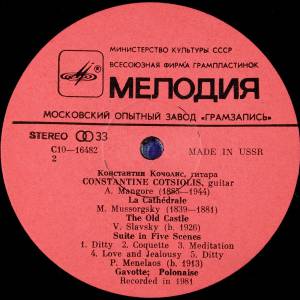 МИНИСТЕРСТВО КУЛЬТУРЫ СССР
ВСЕСОЮЗНАЯ ФИРМА ГРАМПЛАСТИНОК
МЕЛОДИЯ
МОСКОВСКИЙ ОПЫТНЫЙ ЗАВОД «ГРАМЗАПИСЬ»
STEREO 33
С10—16482
2
MADE IN USSR
Константин Кочолис, гитара
CONSTANTINE COTSIOLIS, guitar
A. Mangore (1885—1944)
La Cathédrale
M. Mussorgsky (1839—1881)
The Old Castle
V. Slavsky (b. 1926)
Suite in Five Scenes
1. Ditty 2. Coquette 3. Meditation
4. Love and Jealousy 5. Ditty
P. Menelaos (b. 1913)
Gavotte; Polonaise
Recorded in 1981